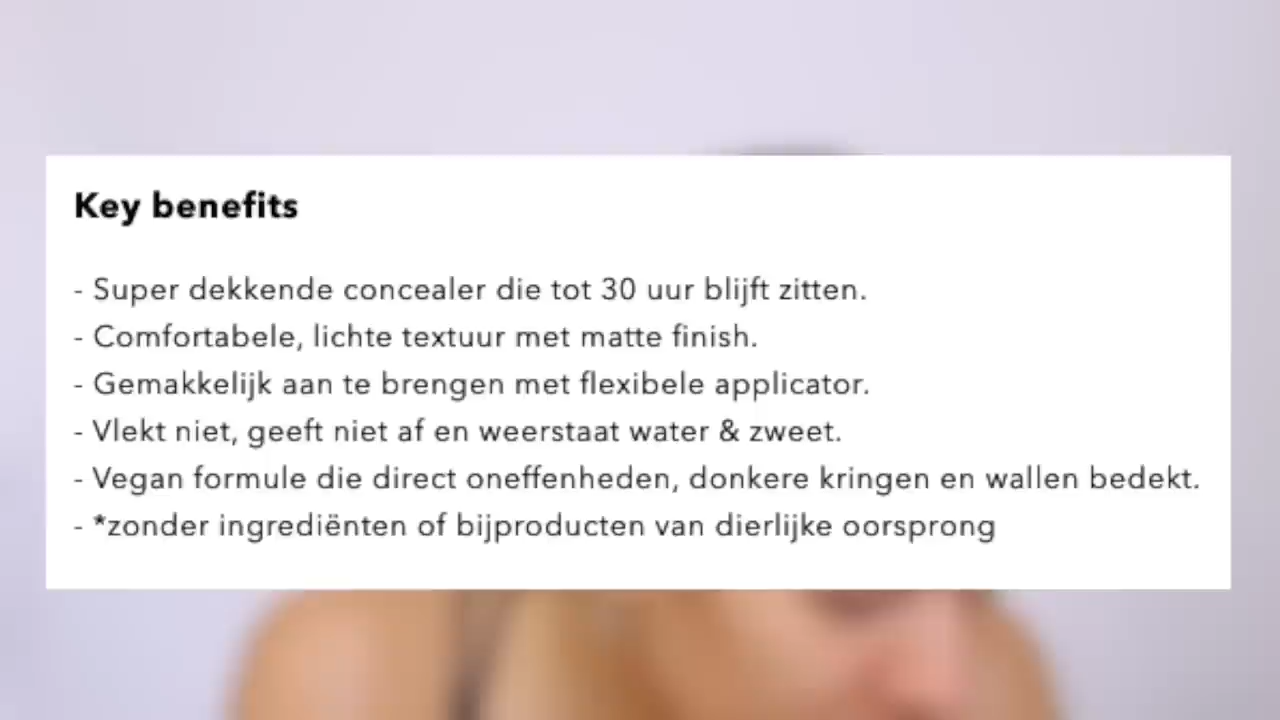 Key benefits
- Super dekkende concealer die tot 30 uur blijft zitten.
- Comfortabele, lichte textuur met matte finish.
- Gemakkelijk aan te brengen met flexibele applicator.
- Vlekt niet, geeft niet af en weerstaat water & zweet.
- Vegan formule die direct oneffenheden, donkere kringen en wallen bedekt.
- *zonder ingrediënten of bijproducten van dierlijke oorsprong